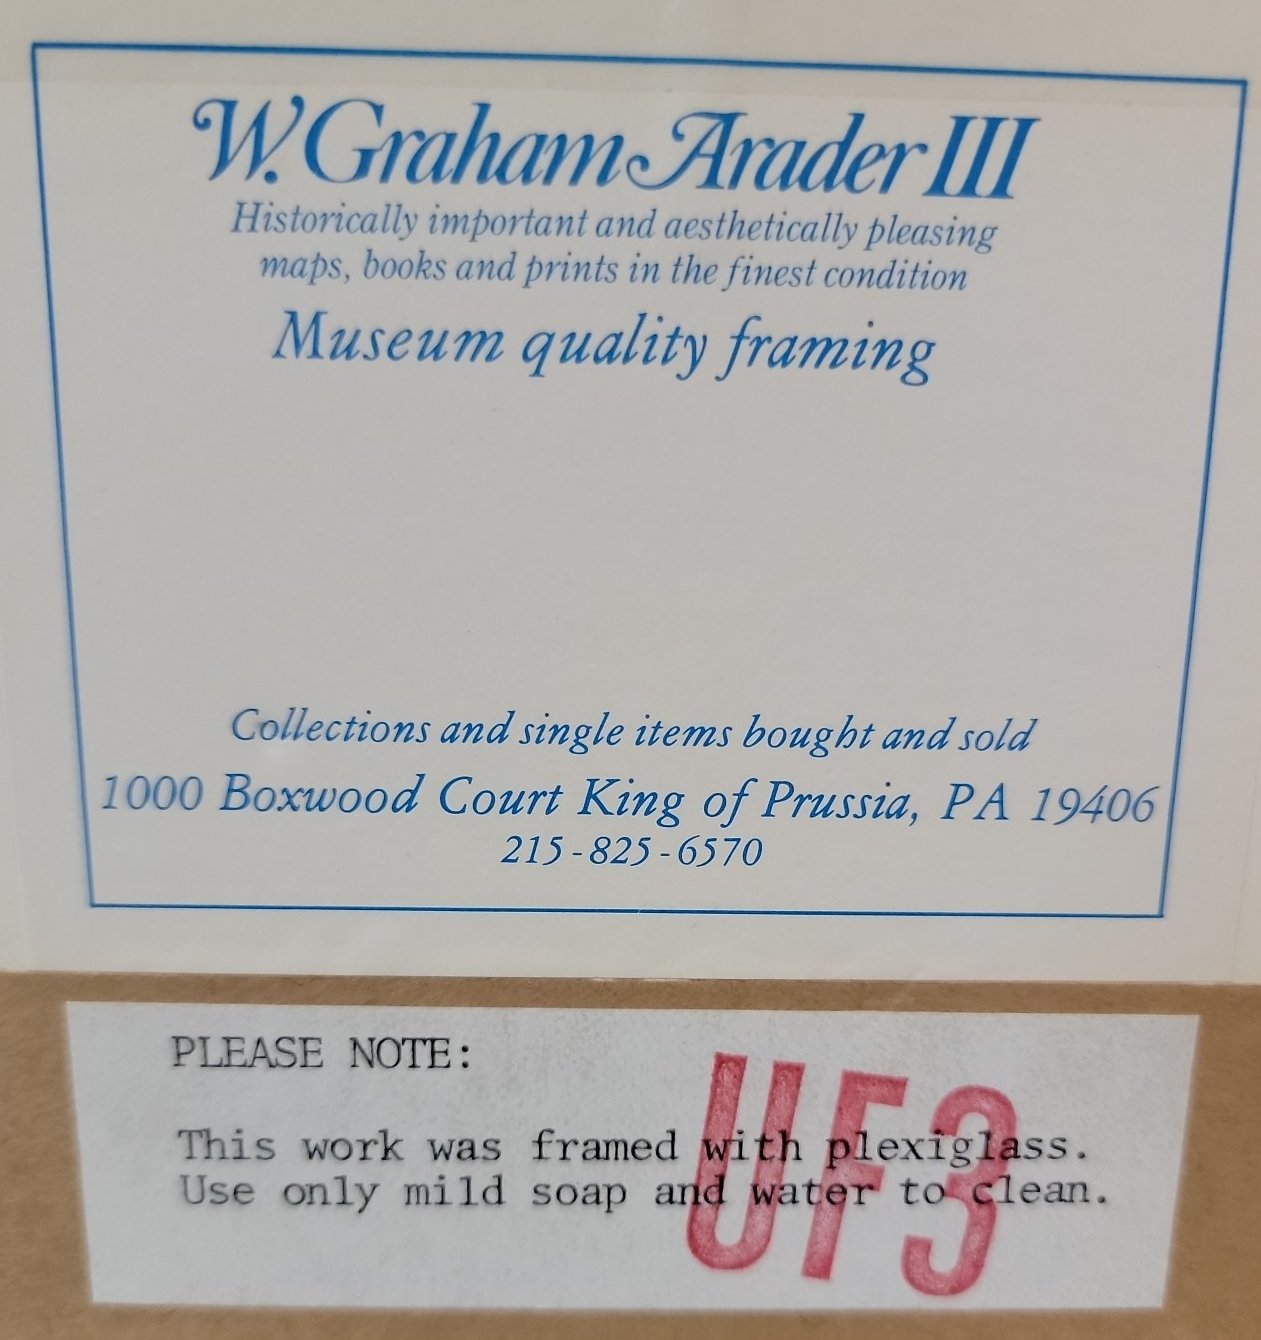 W. Graham Arader III
Historically important and aesthetically pleasing
maps, books and prints in the finest condition
Museum quality framing
Collections and single items bought and sold
1000 Boxwood Court King of Prussia, PA 19406
215-825-6570
PLEASE NOTE:
This work was framed with plexiglass.
Use only mild soap and water to clean.
UF3